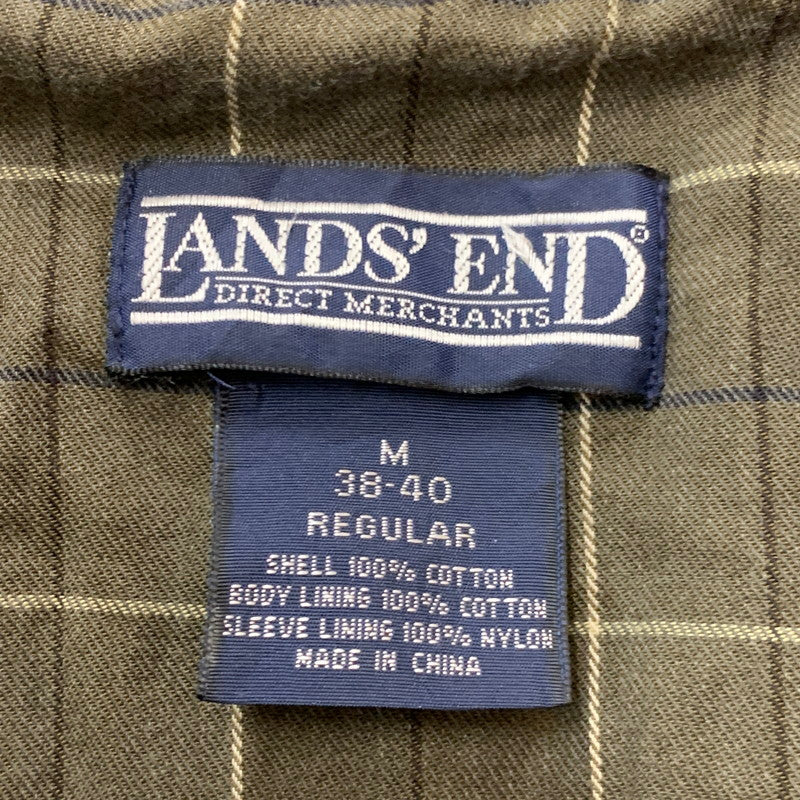 LANDS' END®
DIRECT MERCHANTS
M
38-40
REGULAR
SHELL 100% COTTON
BODY LINING 100% COTTON
SLEEVE LINING 100% NYLON
MADE IN CHINA